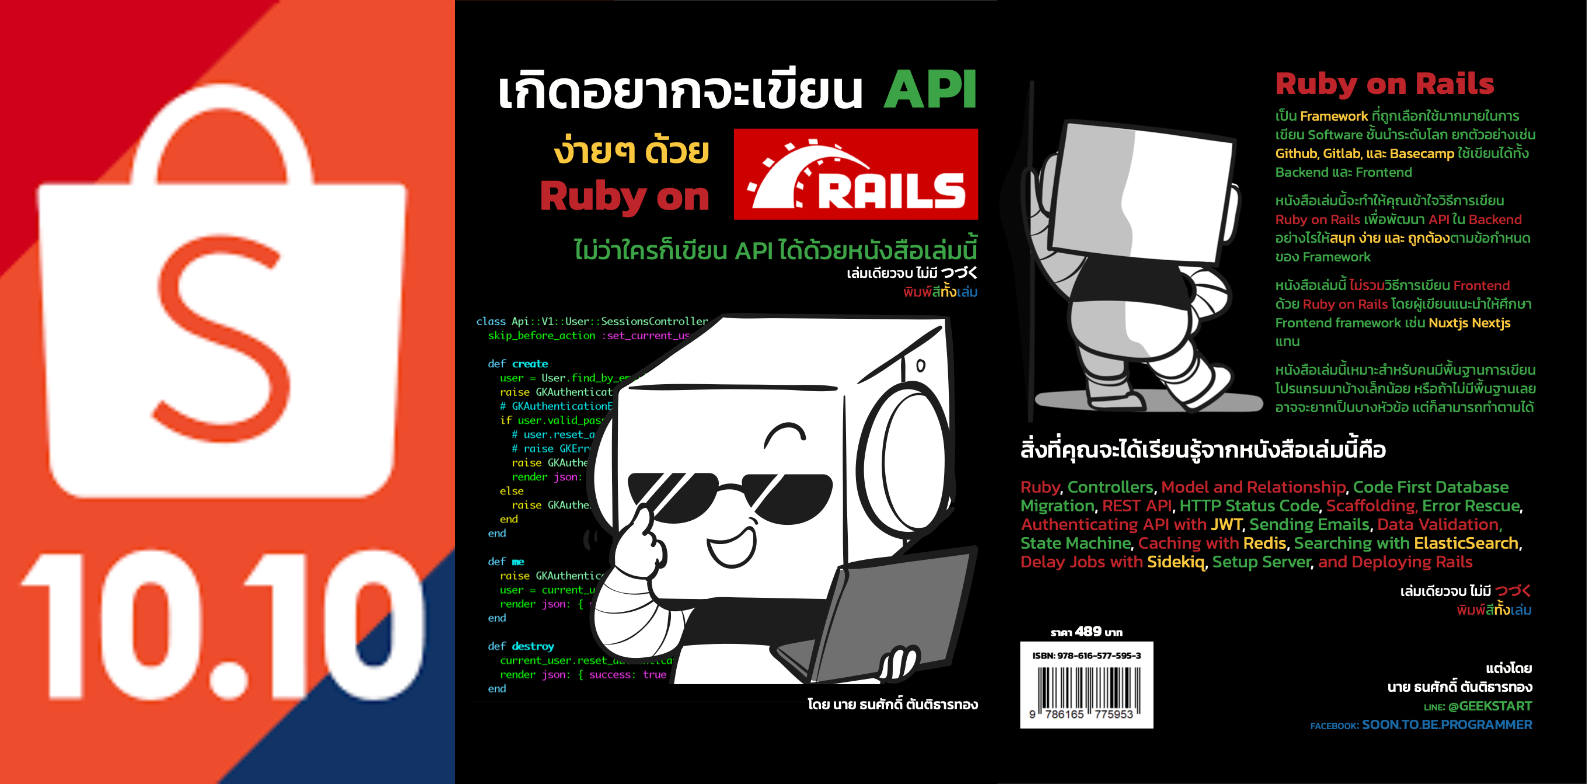 S
10.10
เกิดอยากจะเขียน API
ง่ายๆ ด้วย
Ruby on
RAILS
ไม่ว่าใครก็เขียน API ได้ด้วยหนังสือเล่มนี้
เล่มเดียวจบ ไม่มี つづく
พิมพ์สีทั้งเล่ม
class Api::V1::User::SessionsController
skip_before_action :set_current_us
def create
user = User.find_by_em
raise GKAuthenticat
# GKAuthenticationE
if user.valid_pas
# user.reset_a
# raise GKErr
raise GKAuthe
render json:
else
raise GKAuthe
end
end
def me
raise GKAuthentic
user = current_u
render json: {
end
def destroy
current_user.reset_authenticat
render json: { success: true
end
โดย นาย ธนศักดิ์ ตันติธารทอง
Ruby on Rails
เป็น Framework ที่ถูกเลือกใช้มากมายในการ
เขียน Software ชั้นนำระดับโลก ยกตัวอย่างเช่น
Github, Gitlab, และ Basecamp ใช้เขียนได้ทั้ง
Backend และ Frontend
หนังสือเล่มนี้จะทำให้คุณเข้าใจวิธีการเขียน
Ruby on Rails เพื่อพัฒนา API ใน Backend
อย่างไรให้สนุก ง่าย และ ถูกต้องตามข้อกำหนด
ของ Framework
หนังสือเล่มนี้ ไม่รวมวิธีการเขียน Frontend
ด้วย Ruby on Rails โดยผู้เขียนแนะนำให้ศึกษา
Frontend framework เช่น Nuxtjs Nextjs
แทน
หนังสือเล่มนี้เหมาะสำหรับคนมีพื้นฐานการเขียน
โปรแกรมมาบ้างเล็กน้อย หรือถ้าไม่มีพื้นฐานเลย
อาจจะยากเป็นบางหัวข้อ แต่ก็สามารถทำตามได้
สิ่งที่คุณจะได้เรียนรู้จากหนังสือเล่มนี้คือ
Ruby, Controllers, Model and Relationship, Code First Database
Migration, REST API, HTTP Status Code, Scaffolding, Error Rescue,
Authenticating API with JWT, Sending Emails, Data Validation,
State Machine, Caching with Redis, Searching with ElasticSearch,
Delay Jobs with Sidekiq, Setup Server, and Deploying Rails
เล่มเดียวจบ ไม่มี つづく
พิมพ์สีทั้งเล่ม
ราคา 489 บาท
ISBN: 978-616-577-595-3
9 786165 775953
แต่งโดย
นาย ธนศักดิ์ ตันติธารทอง
LINE: @GEEKSTART
FACEBOOK: SOON.TO.BE.PROGRAMMER